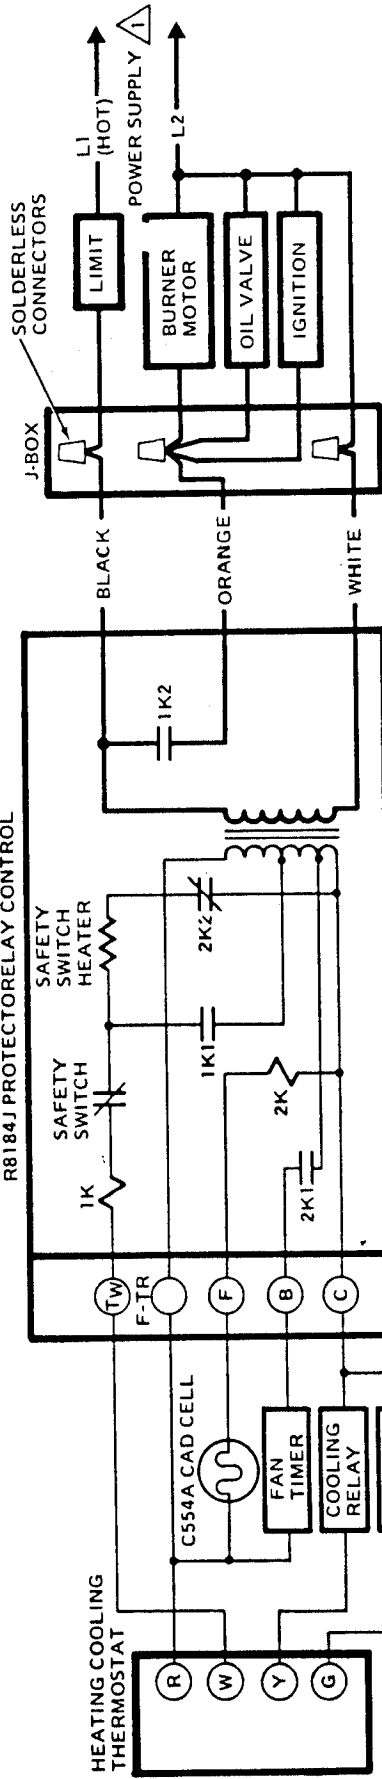 HEATING COOLING
THERMOSTAT
R
W
Y
G
C554A CAD CELL
FAN
TIMER
COOLING
RELAY
R8184J PROTECTORELAY CONTROL
TW
F-TR
F
B
C
1K
SAFETY
SWITCH
SAFETY
SWITCH
HEATER
1K1
2K2
2K
2K1
1K2
BLACK
ORANGE
WHITE
J-BOX
SOLDERLESS
CONNECTORS
LIMIT
BURNER
MOTOR
OIL VALVE
IGNITION
L1
(HOT)
POWER SUPPLY
1
L2